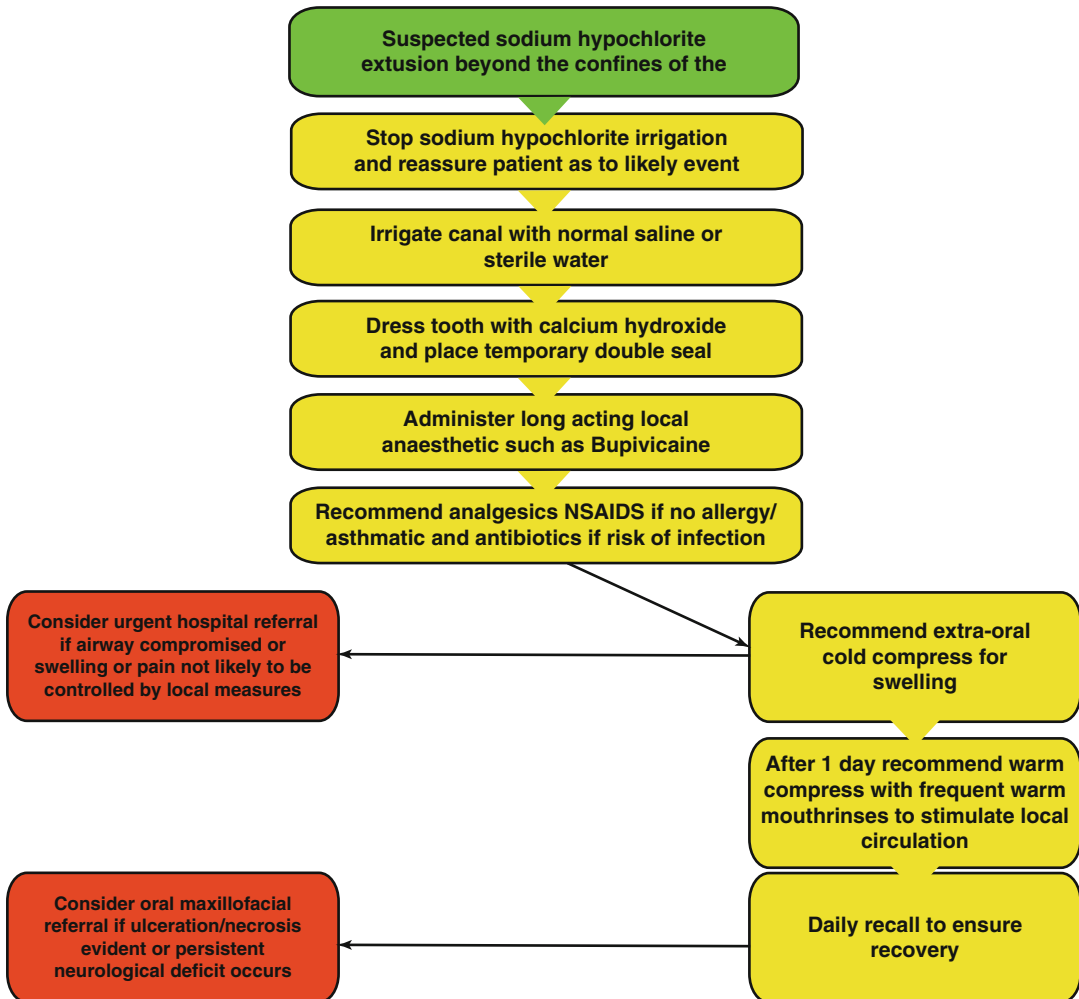 Suspected sodium hypochlorite
extusion beyond the confines of the
Stop sodium hypochlorite irrigation
and reassure patient as to likely event
Irrigate canal with normal saline or
sterile water
Dress tooth with calcium hydroxide
and place temporary double seal
Administer long acting local
anaesthetic such as Bupivicaine
Recommend analgesics NSAIDS if no allergy/
asthmatic and antibiotics if risk of infection
Consider urgent hospital referral
if airway compromised or
swelling or pain not likely to be
controlled by local measures
Recommend extra-oral
cold compress for
swelling
After 1 day recommend warm
compress with frequent warm
mouthrinses to stimulate local
circulation
Consider oral maxillofacial
referral if ulceration/necrosis
evident or persistent
neurological deficit occurs
Daily recall to ensure
recovery